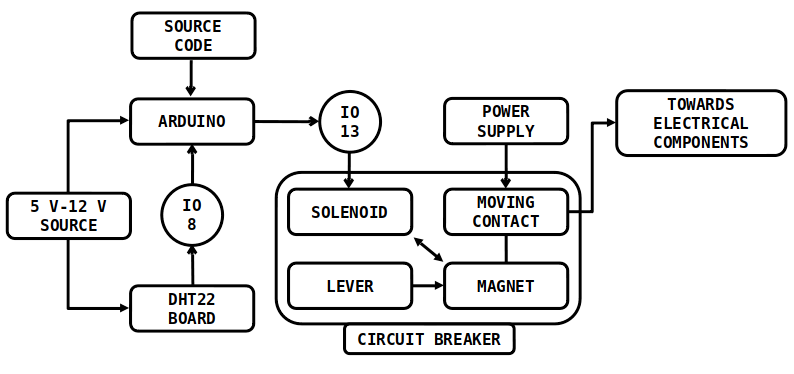 SOURCE
CODE
ARDUINO
IO
13
POWER
SUPPLY
TOWARDS
ELECTRICAL
COMPONENTS
5 V-12 V
SOURCE
IO
8
SOLENOID
MOVING
CONTACT
DHT22
BOARD
LEVER
MAGNET
CIRCUIT BREAKER